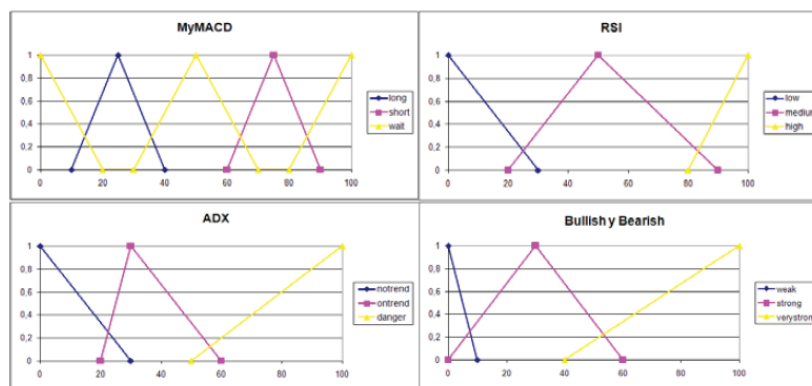 MyMACD
1
0,8
0,6
0,4
0,2
0
0 20 40 60 80 100
long
short
wait
RSI
1
0,8
0,6
0,4
0,2
0
0 20 40 60 80 100
low
medium
high
ADX
1
0,8
0,6
0,4
0,2
0
0 20 40 60 80 100
notrend
ontrend
danger
Bullish y Bearish
1
0,8
0,6
0,4
0,2
0
0 20 40 60 80 100
weak
strong
verystron